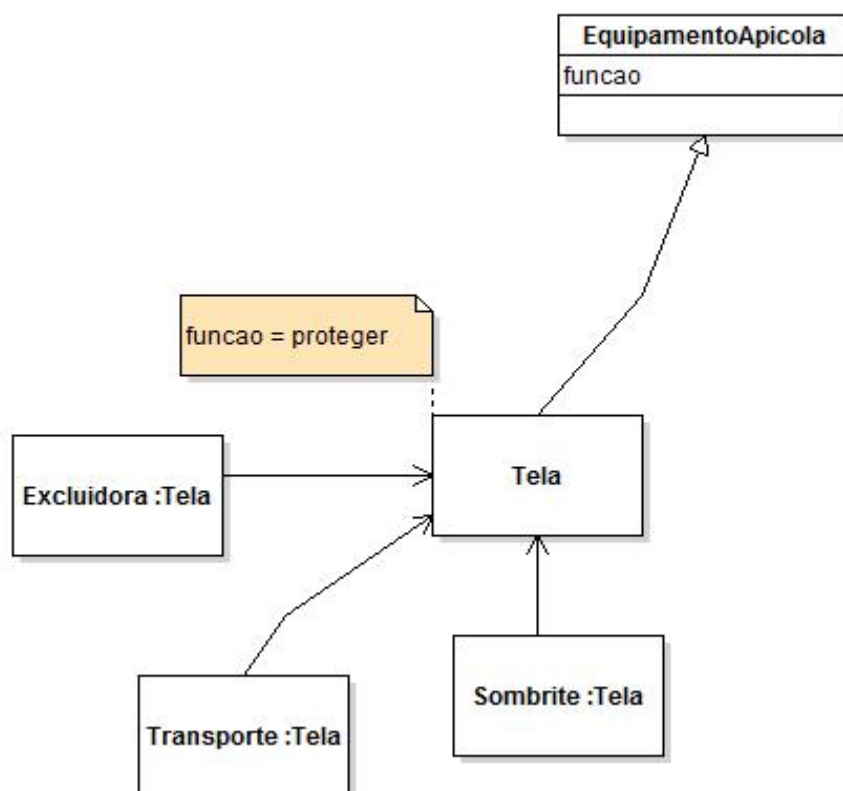 EquipamentoApicola
funcao
funcao = proteger
Tela
Excluidora :Tela
Sombrite :Tela
Transporte :Tela